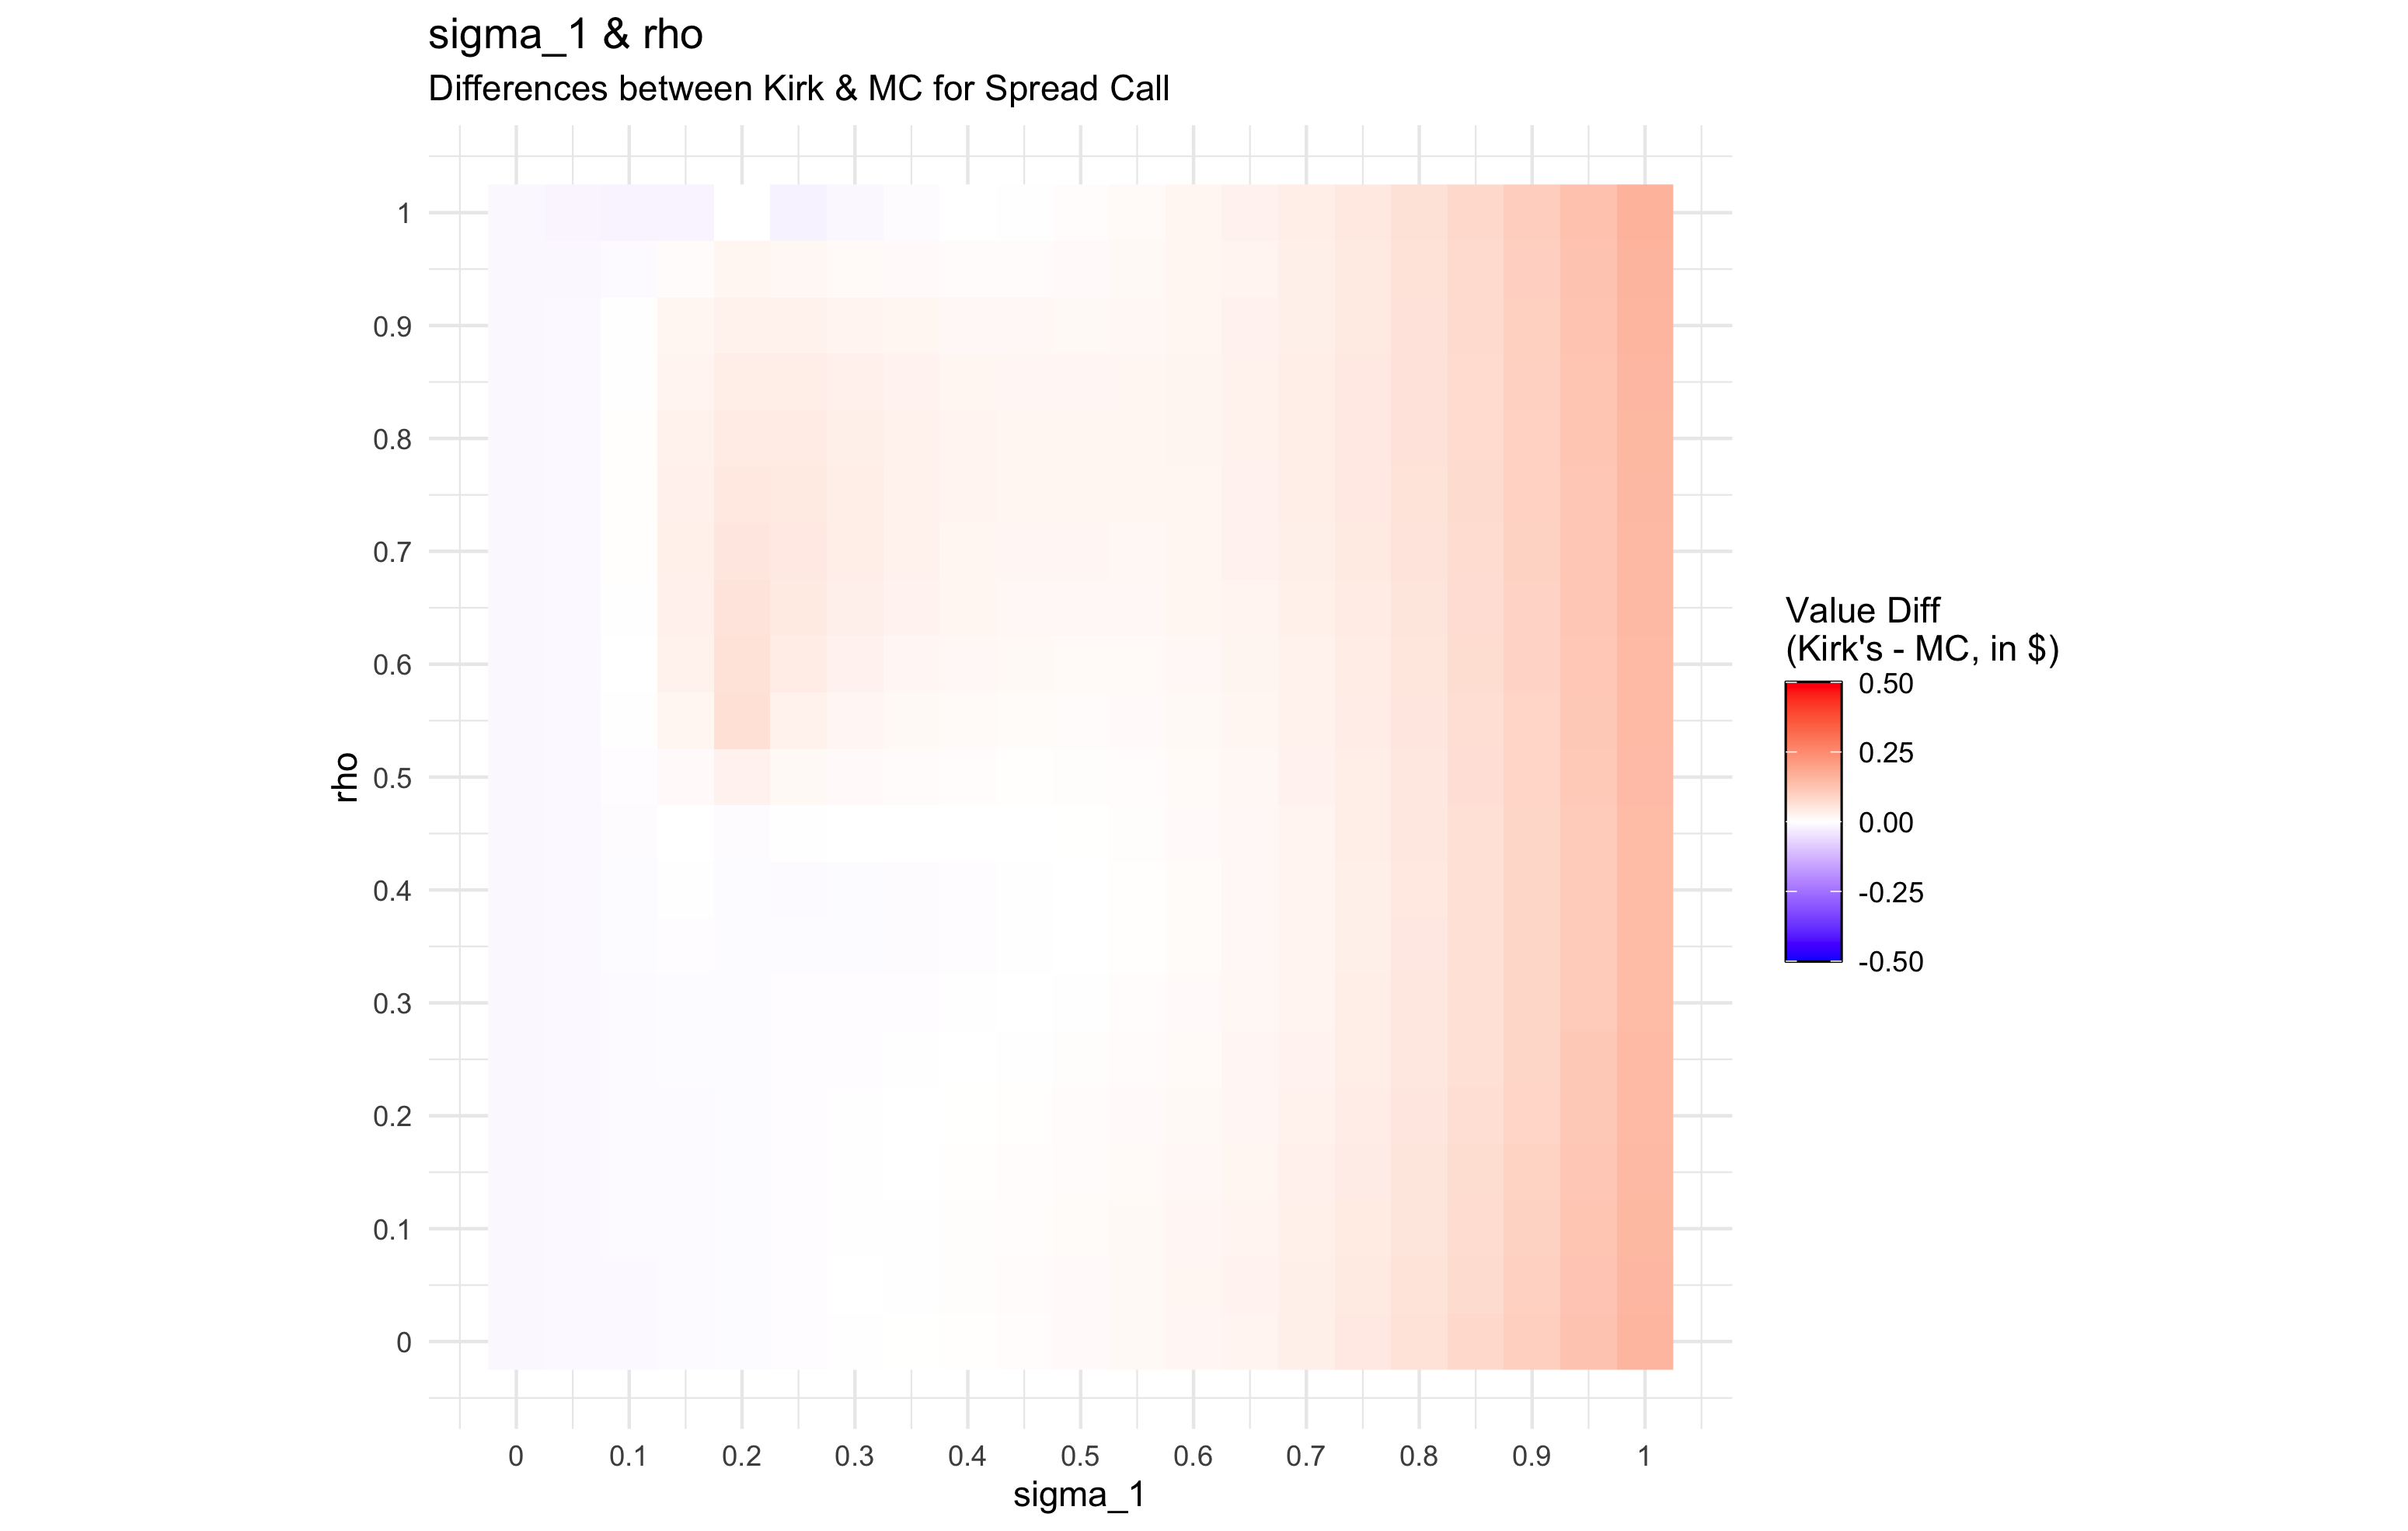 sigma_1 & rho
Differences between Kirk & MC for Spread Call
1
0.9
0.8
0.7
0.6
0.5
0.4
0.3
0.2
0.1
0
rho
0 0.1 0.2 0.3 0.4 0.5 0.6 0.7 0.8 0.9 1
sigma_1
Value Diff
(Kirk's - MC, in $)
0.50
0.25
0.00
-0.25
-0.50